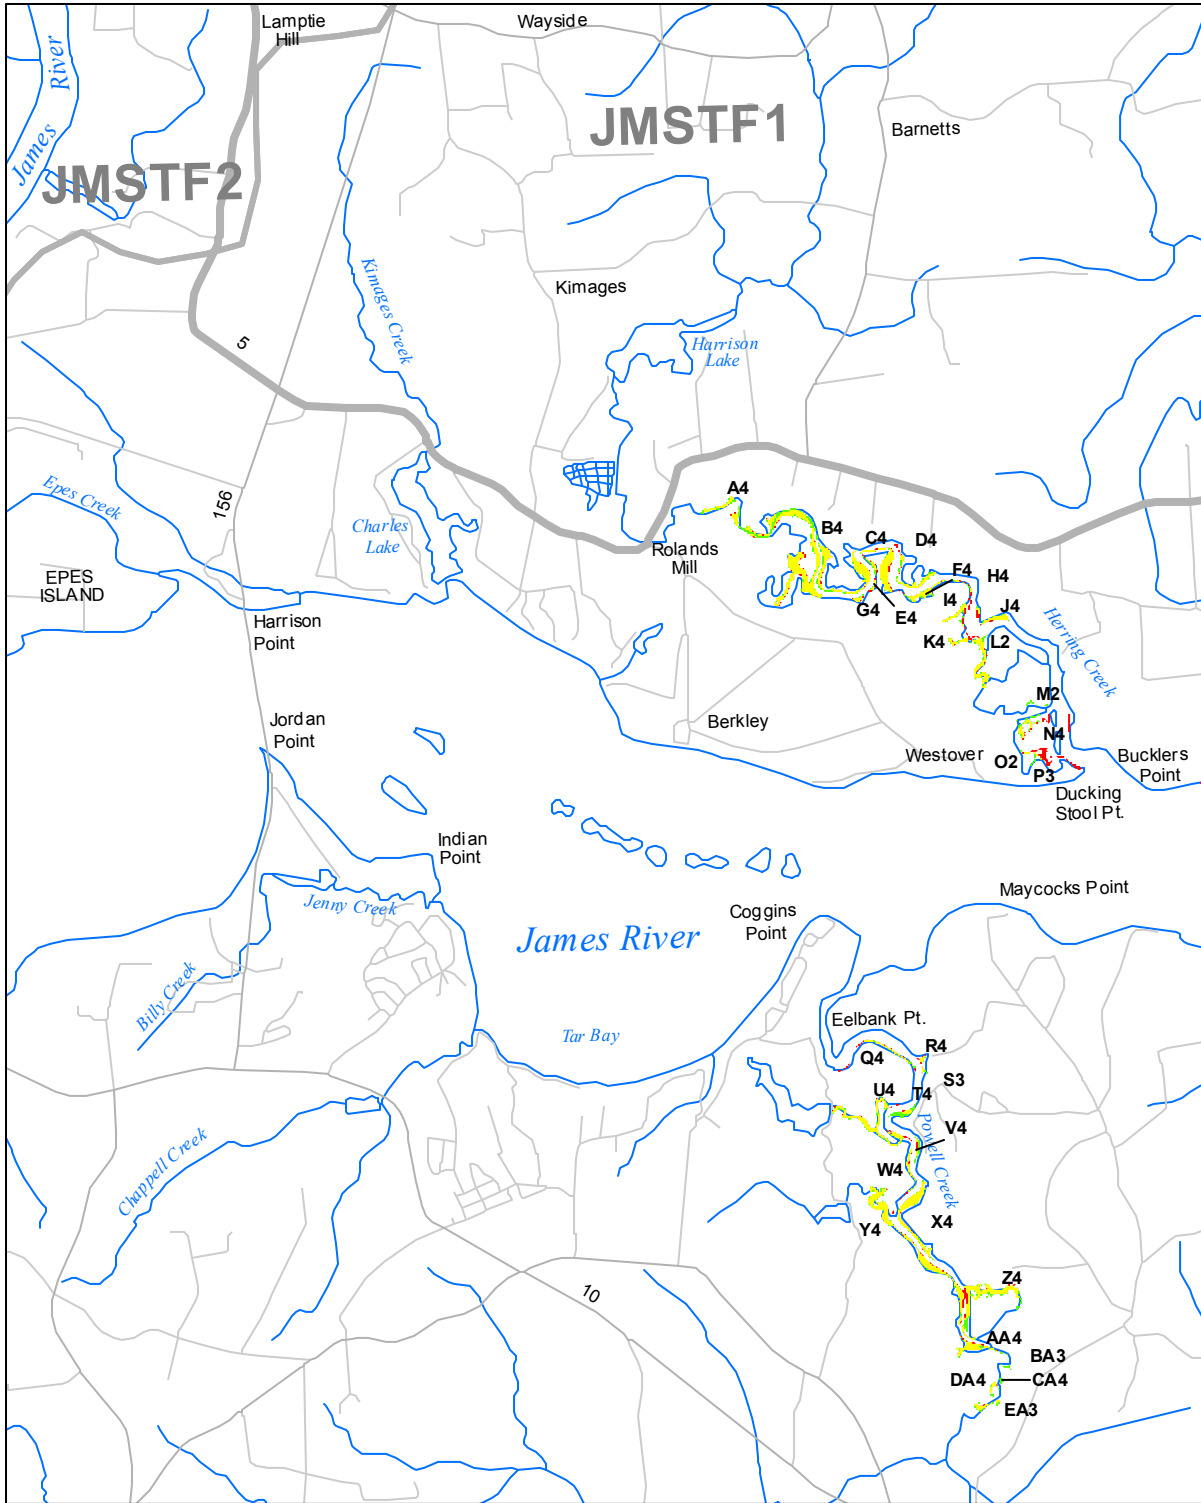 Lamptie
Hill
Wayside
James River
JMSTF1
JMSTF2
Barnetts
Kimages Creek
Kimages
Harrison
Lake
5
A4
Epes Creek
156
Charles
Lake
B4
C4
D4
Rolands
Mill
EPES
ISLAND
F4
H4
I4
G4
E4
J4
Harrison
Point
K4
L2
Herring Creek
M2
Jordan
Point
Berkley
N4
Westover
O2
P3
Bucklers
Point
Ducking
Stool Pt.
Indian
Point
Maycocks Point
Jenny Creek
Coggins
Point
James River
Billy Creek
Eelbank Pt.
Tar Bay
Q4
R4
S3
U4
T4
Powell Creek
V4
Chappell Creek
W4
Y4
X4
Z4
10
AA4
BA3
DA4
CA4
EA3